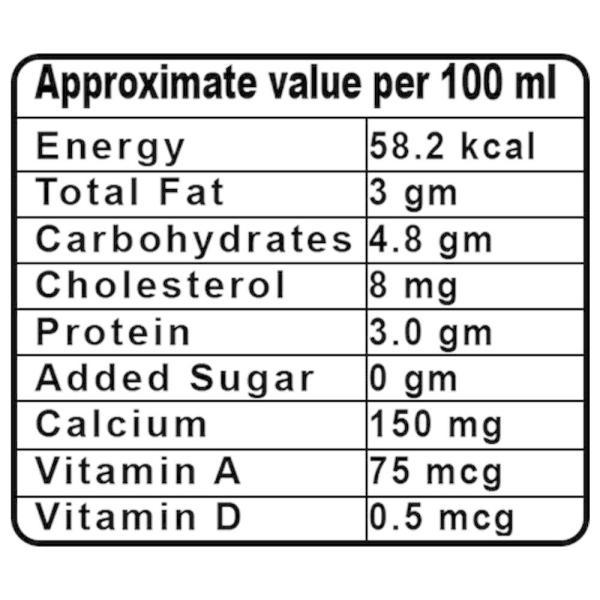 Approximate value per 100 ml
Energy 58.2 kcal
Total Fat 3 gm
Carbohydrates 4.8 gm
Cholesterol 8 mg
Protein 3.0 gm
Added Sugar 0 gm
Calcium 150 mg
Vitamin A 75 mcg
Vitamin D 0.5 mcg